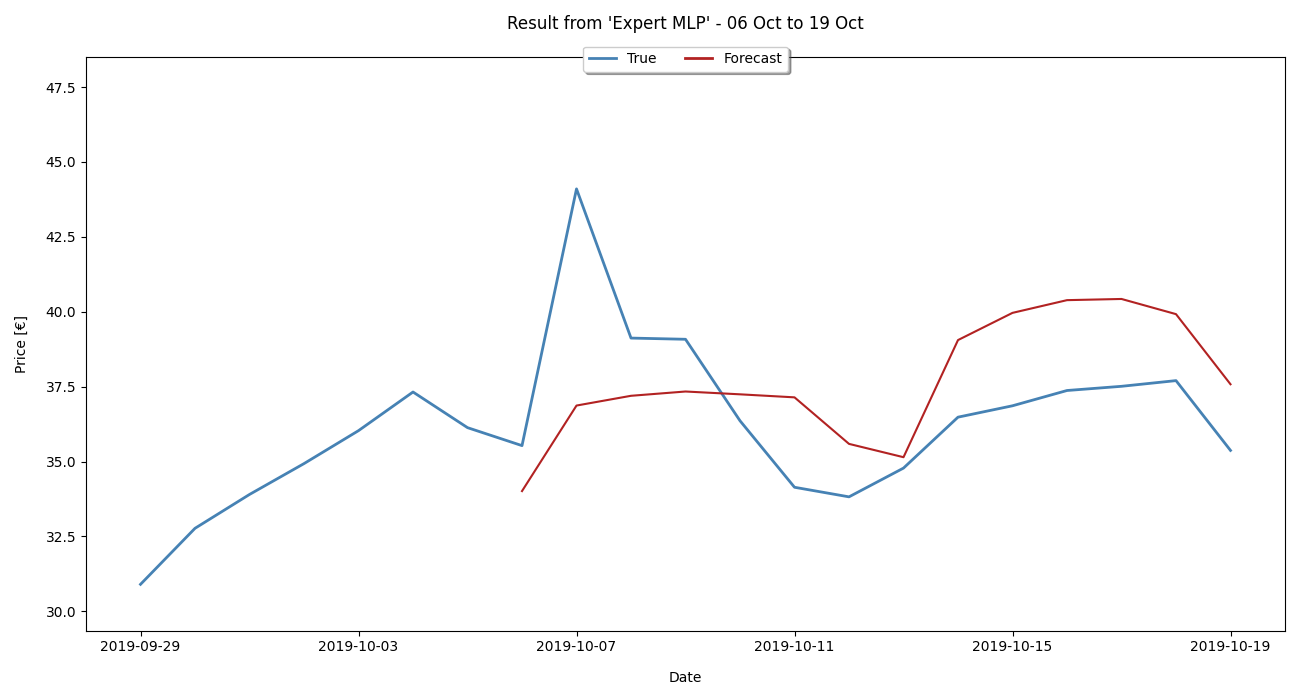 Result from 'Expert MLP' - 06 Oct to 19 Oct
True Forecast
47.5
45.0
42.5
40.0
37.5
35.0
32.5
30.0
Price [€]
2019-09-29 2019-10-03 2019-10-07 2019-10-11 2019-10-15 2019-10-19
Date